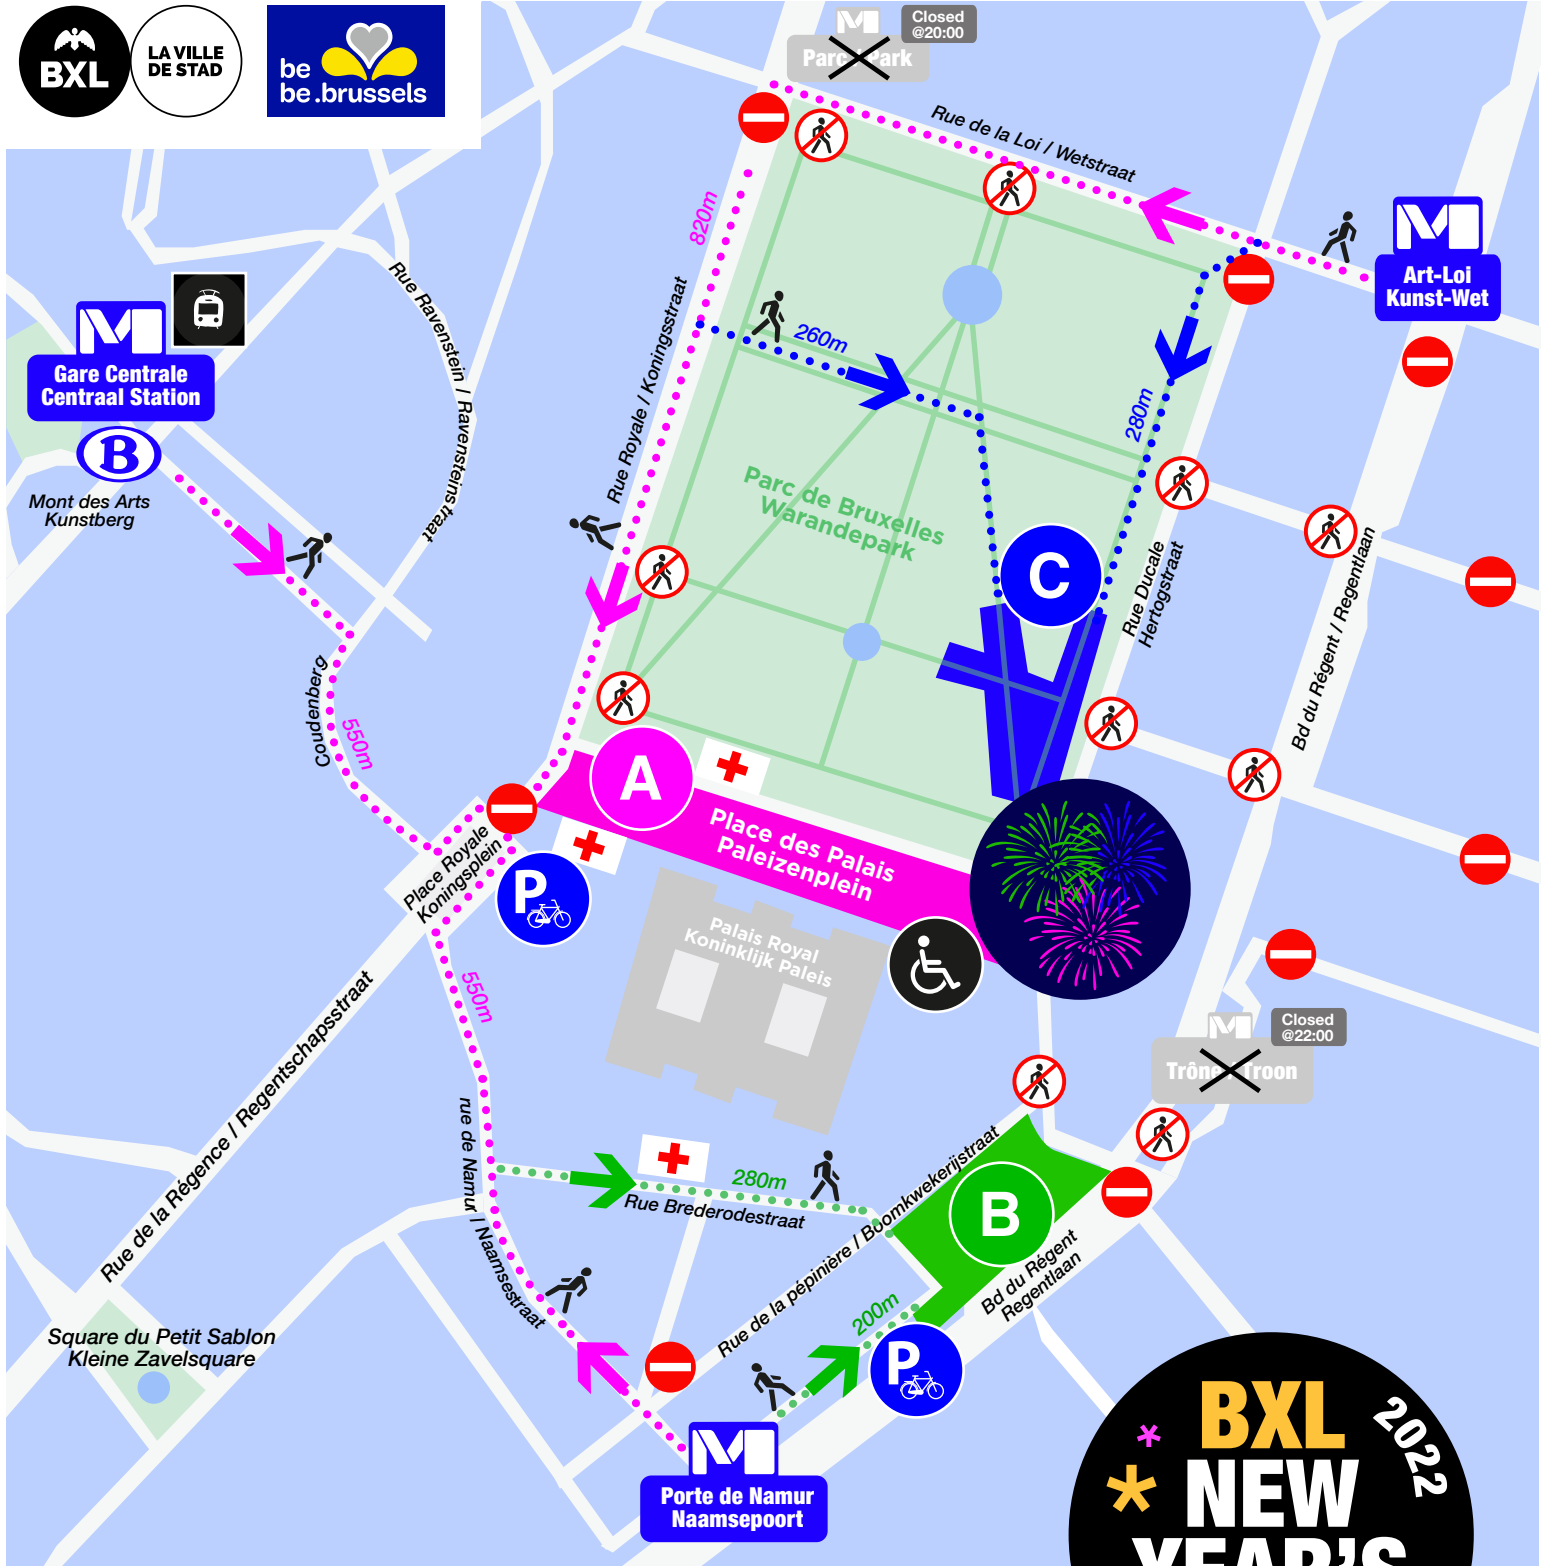 BXL
LA VILLE
DE STAD
be
be.brussels
Closed
@20:00
Parc / Park
Rue de la Loi / Wetstraat
820m
Art-Loi
Kunst-Wet
Rue Ravenstein / Ravensteinstraat
Gare Centrale
Centraal Station
B
Mont des Arts
Kunstberg
Rue Royale / Koningsstraat
260m
280m
Parc de Bruxelles
Warandepark
C
Rue Ducale
Hertogstraat
Bd du Régent / Regentlaan
Coudenberg
550m
A
Place des Palais
Paleizenplein
Place Royale
Koningsplein
P
Palais Royal
Koninklijk Paleis
550m
Closed
@22:00
Trône / Troon
Rue de la Régence / Regentschapsstraat
rue de Namur / Naamsestraat
280m
Rue Brederodestraat
Rue de la pépinière / Boomkwekerijstraat
B
Bd du Régent
Regentlaan
200m
P
Square du Petit Sablon
Kleine Zavelsquare
Porte de Namur
Naamsepoort
BXL
2022
NEW
YEAR'S